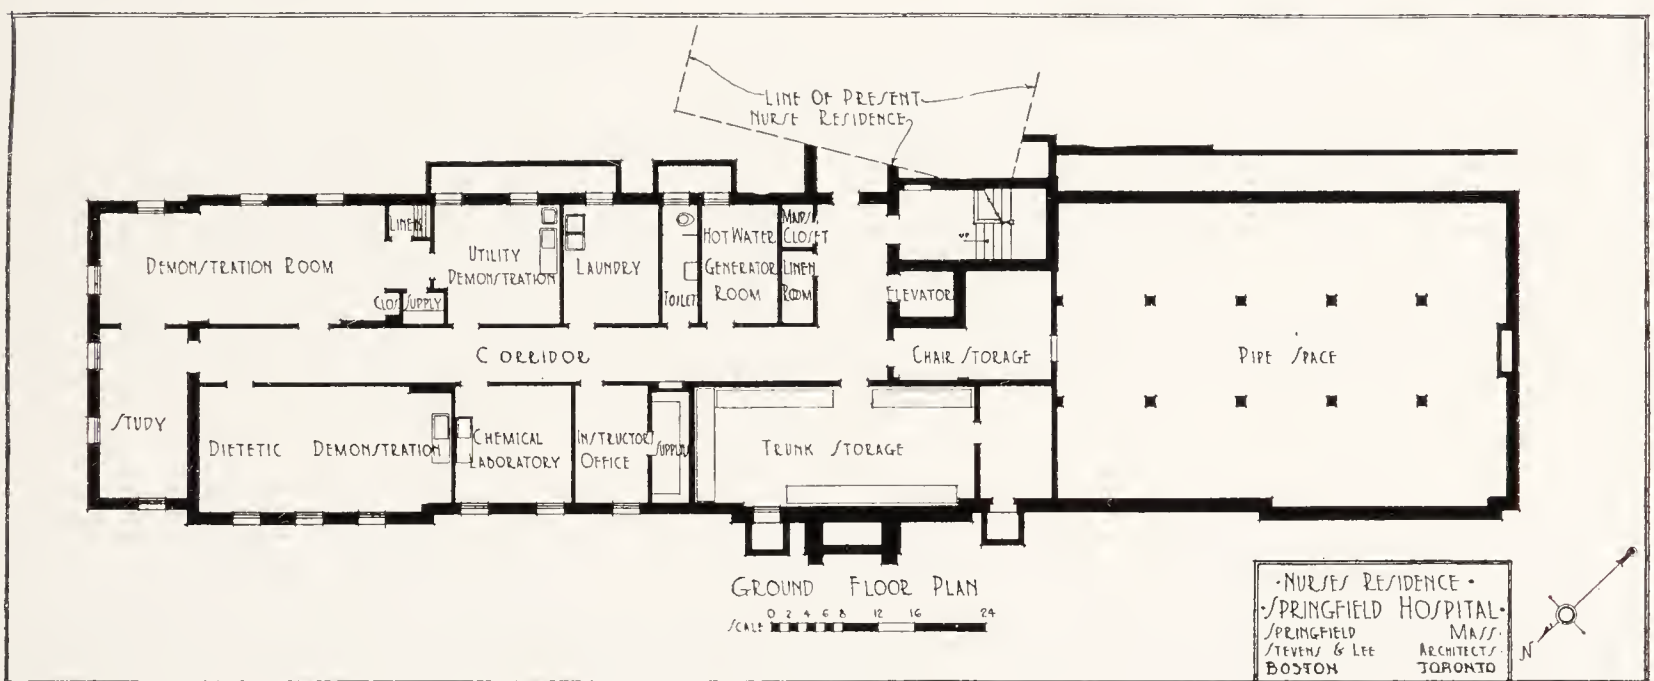 LINE OF PRESENT
NURSE RESIDENCE
LINEN
DEMONSTRATION ROOM
UTILITY
DEMONSTRATION
LAUNDRY
TOILET
HOT WATER
GENERATOR
ROOM
MAIDS
CLOSET
LINEN
ROOM
UP
ELEVATOR
CLOS
SUPPLY
CORRIDOR
CHAIR STORAGE
PIPE SPACE
STUDY
DIETETIC DEMONSTRATION
CHEMICAL
LABORATORY
INSTRUCTOR
OFFICE
TRUNK STORAGE
GROUND FLOOR PLAN
SCALE 0 2 4 6 8 12 16 24
·NURSES RESIDENCE·
·SPRINGFIELD HOSPITAL·
SPRINGFIELD MASS·
STEVENS & LEE ARCHITECTS·
BOSTON TORONTO
N